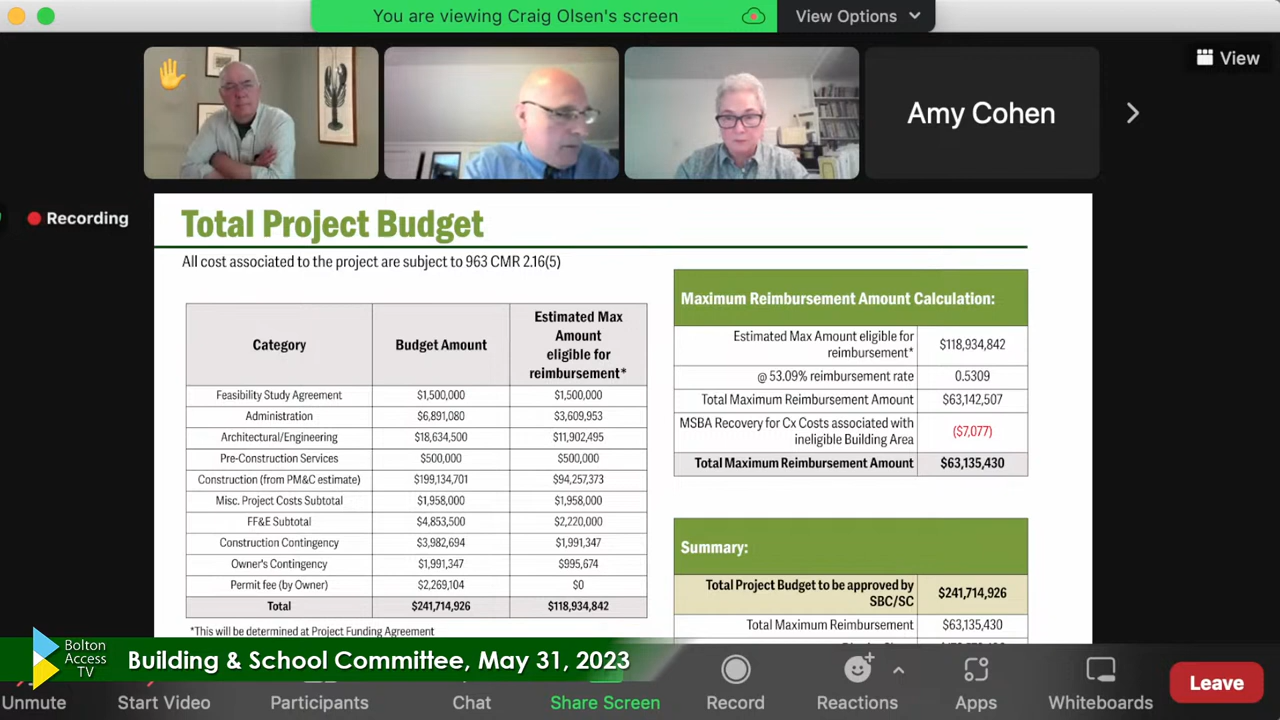 You are viewing Craig Olsen's screen
View Options
View
Amy Cohen
Recording
Total Project Budget
All cost associated to the project are subject to 963 CMR 2.16(5)
Category
Budget Amount
Estimated Max
Amount
eligible for
reimbursement*
Feasibility Study Agreement $1,500,000 $1,500,000
Administration $6,891,080 $3,609,953
Architectural/Engineering $18,634,500 $11,902,495
Pre-Construction Services $500,000 $500,000
Construction (from PM&C estimate) $199,134,701 $94,257,373
Misc. Project Costs Subtotal $1,958,000 $1,958,000
FF&E Subtotal $4,853,500 $2,220,000
Construction Contingency $3,982,694 $1,991,347
Owner's Contingency $1,991,347 $995,674
Permit fee (by Owner) $2,269,104 $0
Total $241,714,926 $118,934,842
*This will be determined at Project Funding Agreement
Maximum Reimbursement Amount Calculation:
Estimated Max Amount eligible for
reimbursement* $118,934,842
@ 53.09% reimbursement rate 0.5309
Total Maximum Reimbursement Amount $63,142,507
MSBA Recovery for Cx Costs associated with
ineligible Building Area ($7,077)
Total Maximum Reimbursement Amount $63,135,430
Summary:
Total Project Budget to be approved by
SBC/SC $241,714,926
Total Maximum Reimbursement $63,135,430
Bolton
Access
TV
Building & School Committee, May 31, 2023
Unmute
Start Video
Participants
Chat
Share Screen
Record
Reactions
Apps
Whiteboards
Leave